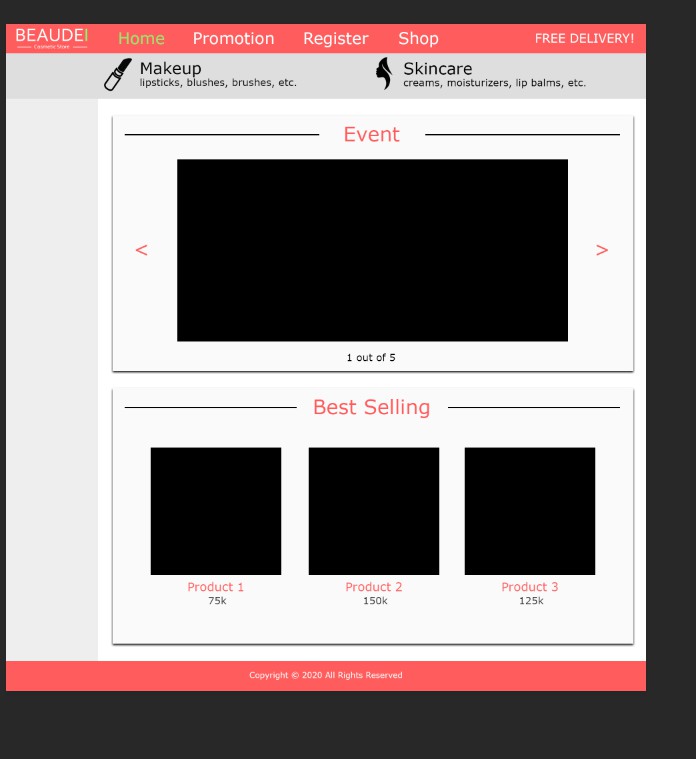 BEAUDEI
Cosmetic Store
Home Promotion Register Shop
FREE DELIVERY!
Makeup
lipsticks, blushes, brushes, etc.
Skincare
creams, moisturizers, lip balms, etc.
Event
< >
1 out of 5
Best Selling
Product 1
75k
Product 2
150k
Product 3
125k
Copyright © 2020 All Rights Reserved